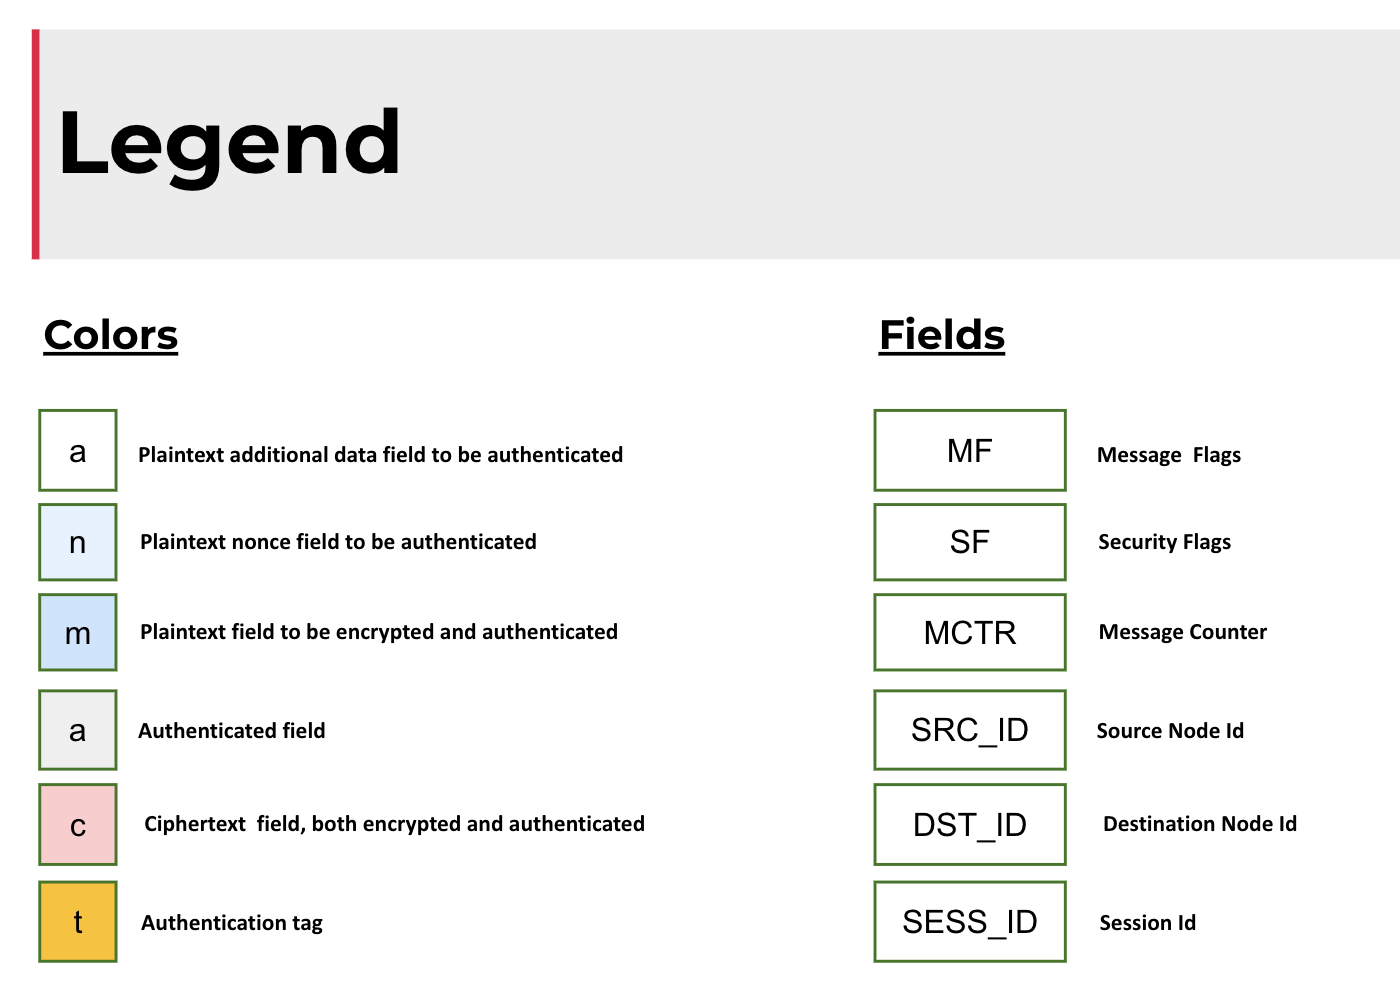 Legend
Colors
a Plaintext additional data field to be authenticated
n Plaintext nonce field to be authenticated
m Plaintext field to be encrypted and authenticated
a Authenticated field
c Ciphertext  field, both encrypted and authenticated
t Authentication tag
Fields
MF Message  Flags
SF Security Flags
MCTR Message Counter
SRC_ID Source Node Id
DST_ID Destination Node Id
SESS_ID Session Id